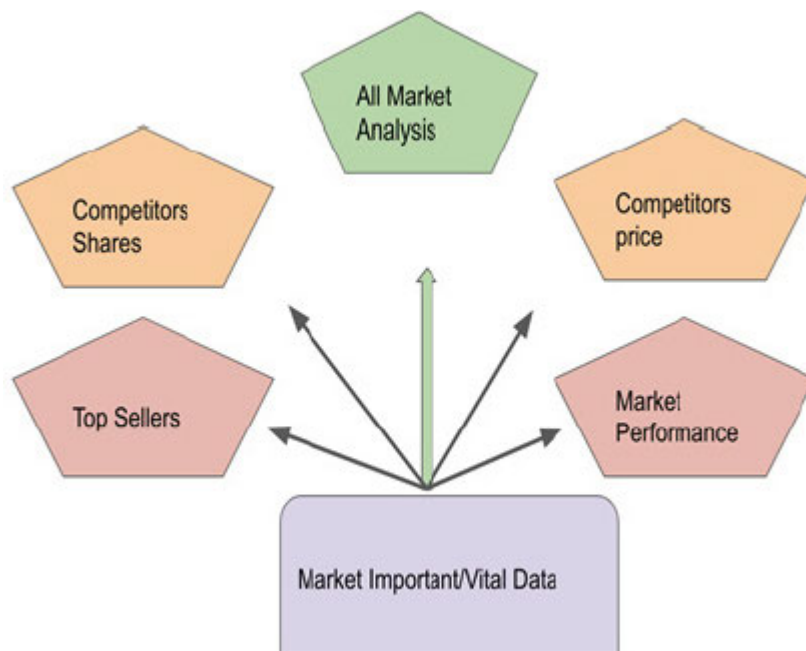 All Market
Analysis
Competitors
Shares
Competitors
price
Top Sellers
Market
Performance
Market Important/Vital Data